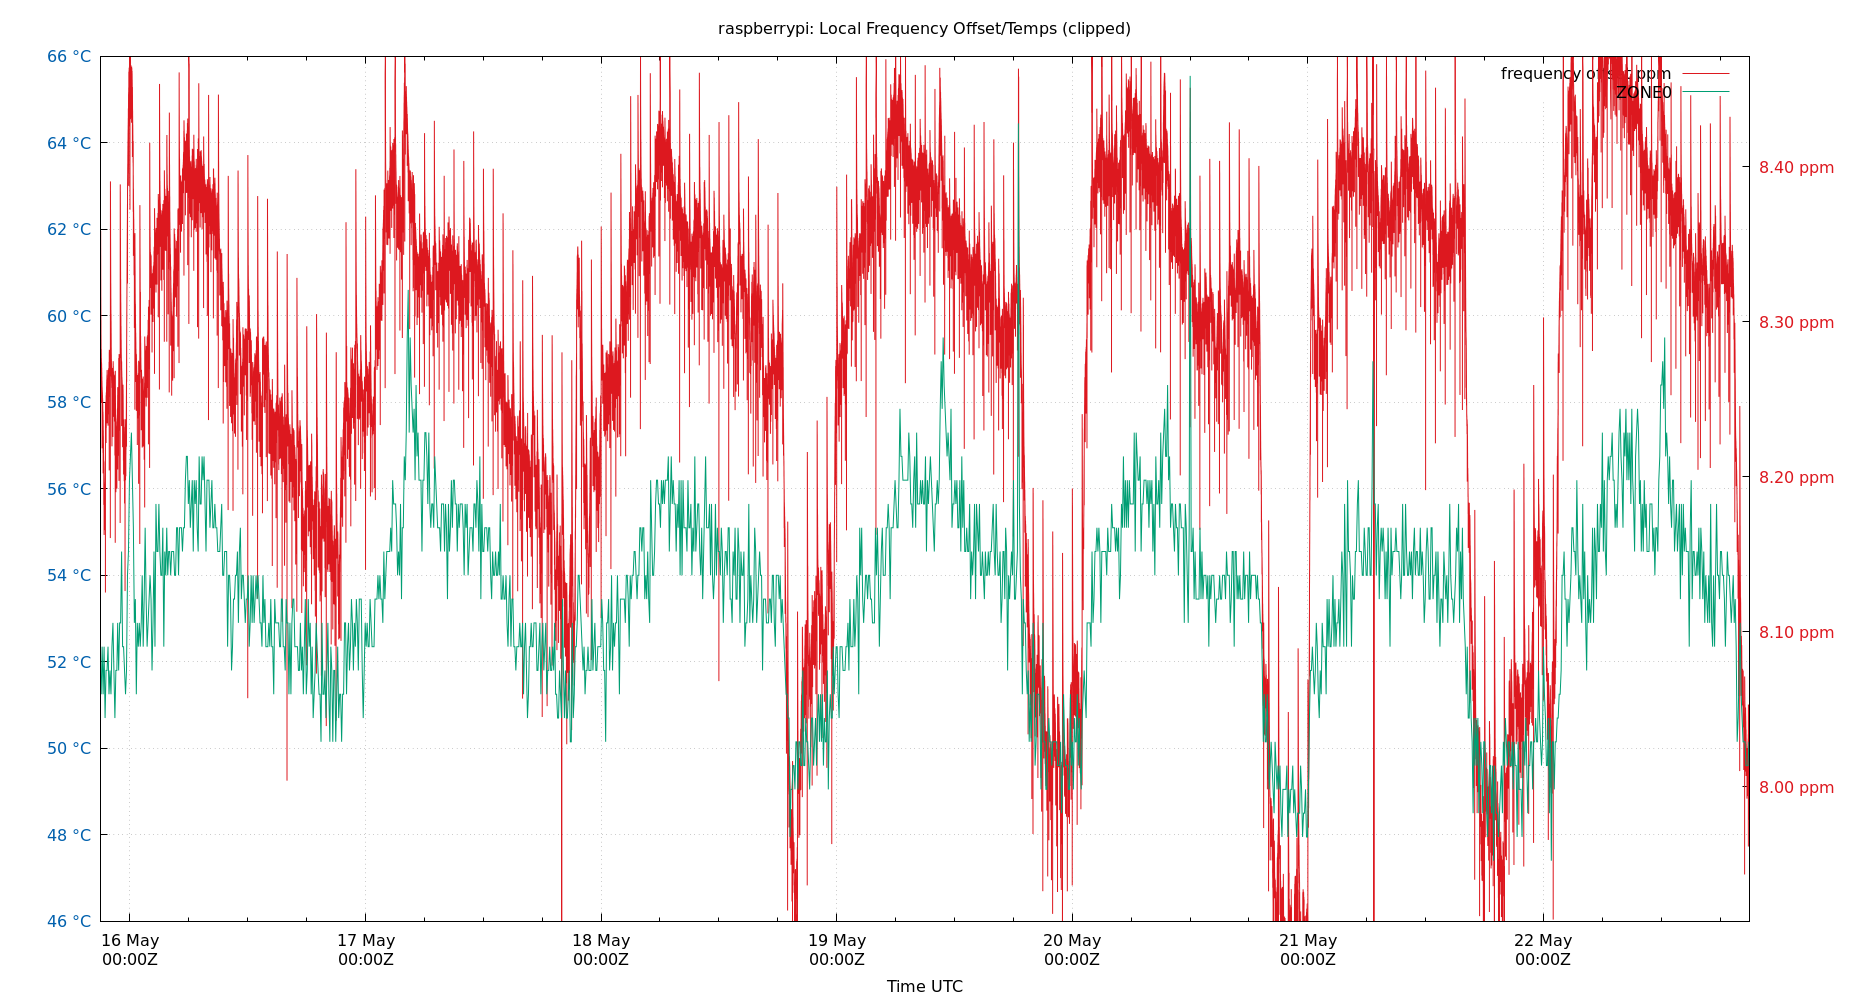 raspberrypi: Local Frequency Offset/Temps (clipped)
66 °C
64 °C
62 °C
60 °C
58 °C
56 °C
54 °C
52 °C
50 °C
48 °C
46 °C
frequency offset ppm
ZONE0
8.40 ppm
8.30 ppm
8.20 ppm
8.10 ppm
8.00 ppm
16 May 17 May 18 May 19 May 20 May 21 May 22 May
00:00Z 00:00Z 00:00Z 00:00Z 00:00Z 00:00Z 00:00Z
Time UTC